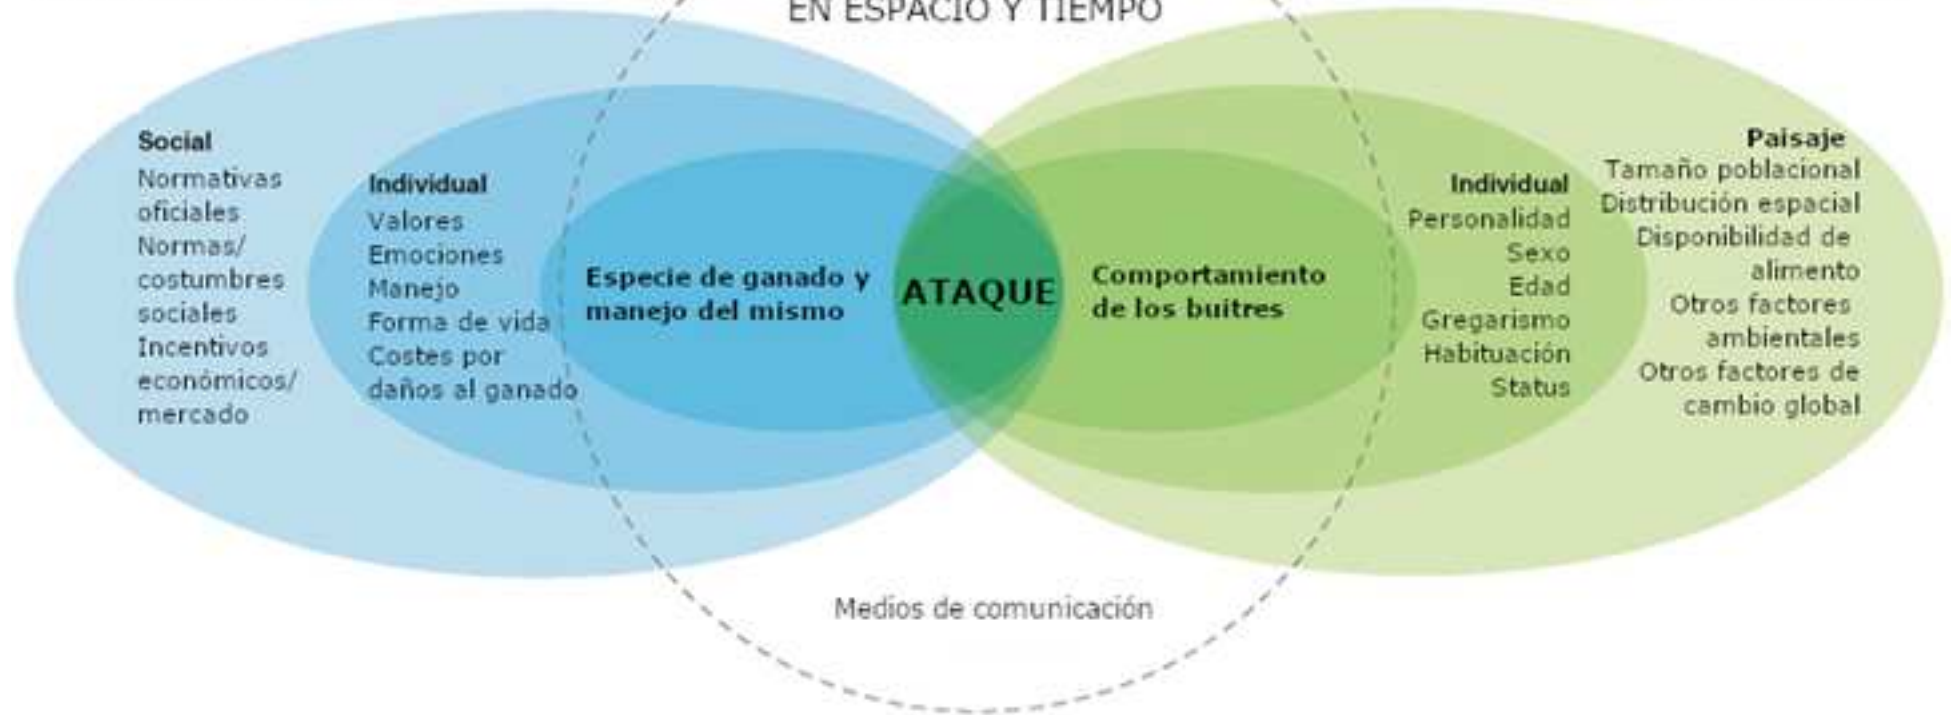 EN ESPACIO Y TIEMPO
Social
Normativas
oficiales
Normas/
costumbres
sociales
Incentivos
económicos/
mercado
Individual
Valores
Emociones
Manejo
Forma de vida
Costes por
daños al ganado
Especie de ganado y
manejo del mismo
ATAQUE
Comportamiento
de los buitres
Individual
Personalidad
Sexo
Edad
Gregarismo
Habituación
Status
Paisaje
Tamaño poblacional
Distribución espacial
Disponibilidad de
alimento
Otros factores
ambientales
Otros factores de
cambio global
Medios de comunicación